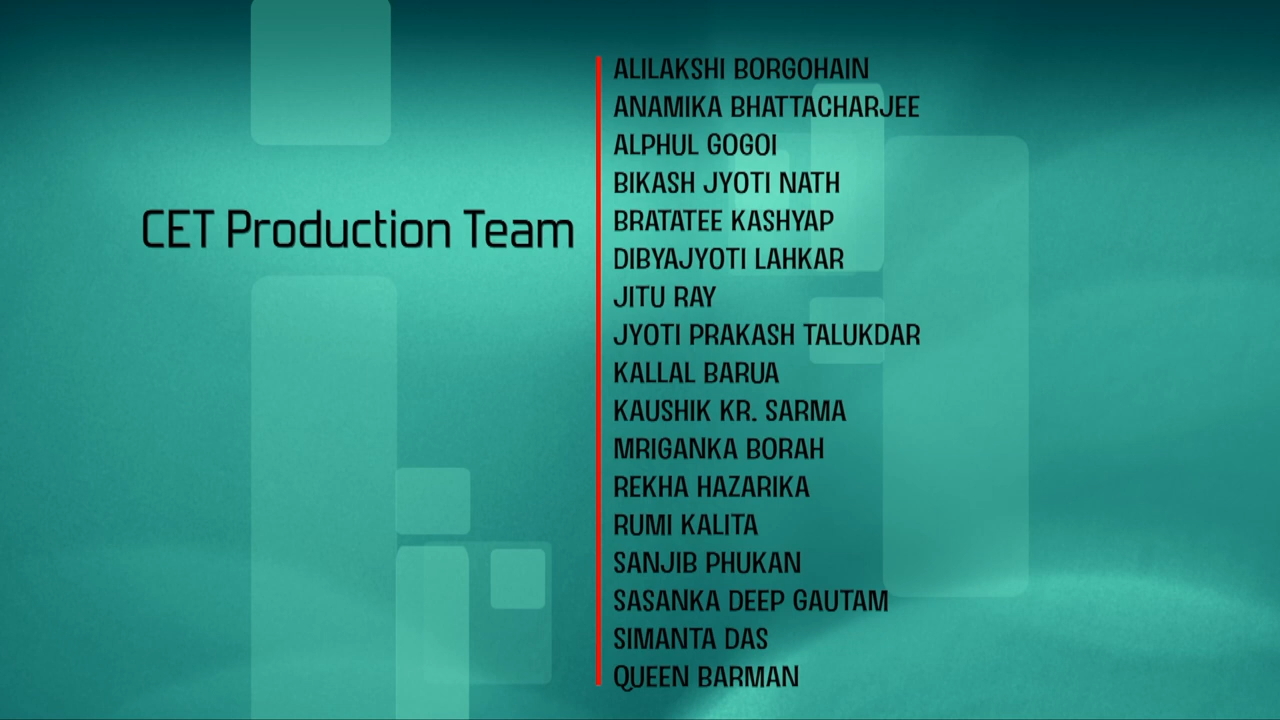 CET Production Team
ALILAKSHI BORGOHAIN
ANAMIKA BHATTACHARJEE
ALPHUL GOGOI
BIKASH JYOTI NATH
BRATATEE KASHYAP
DIBYAJYOTI LAHKAR
JITU RAY
JYOTI PRAKASH TALUKDAR
KALLAL BARUA
KAUSHIK KR. SARMA
MRIGANKA BORAH
REKHA HAZARIKA
RUMI KALITA
SANJIB PHUKAN
SASANKA DEEP GAUTAM
SIMANTA DAS
QUEEN BARMAN